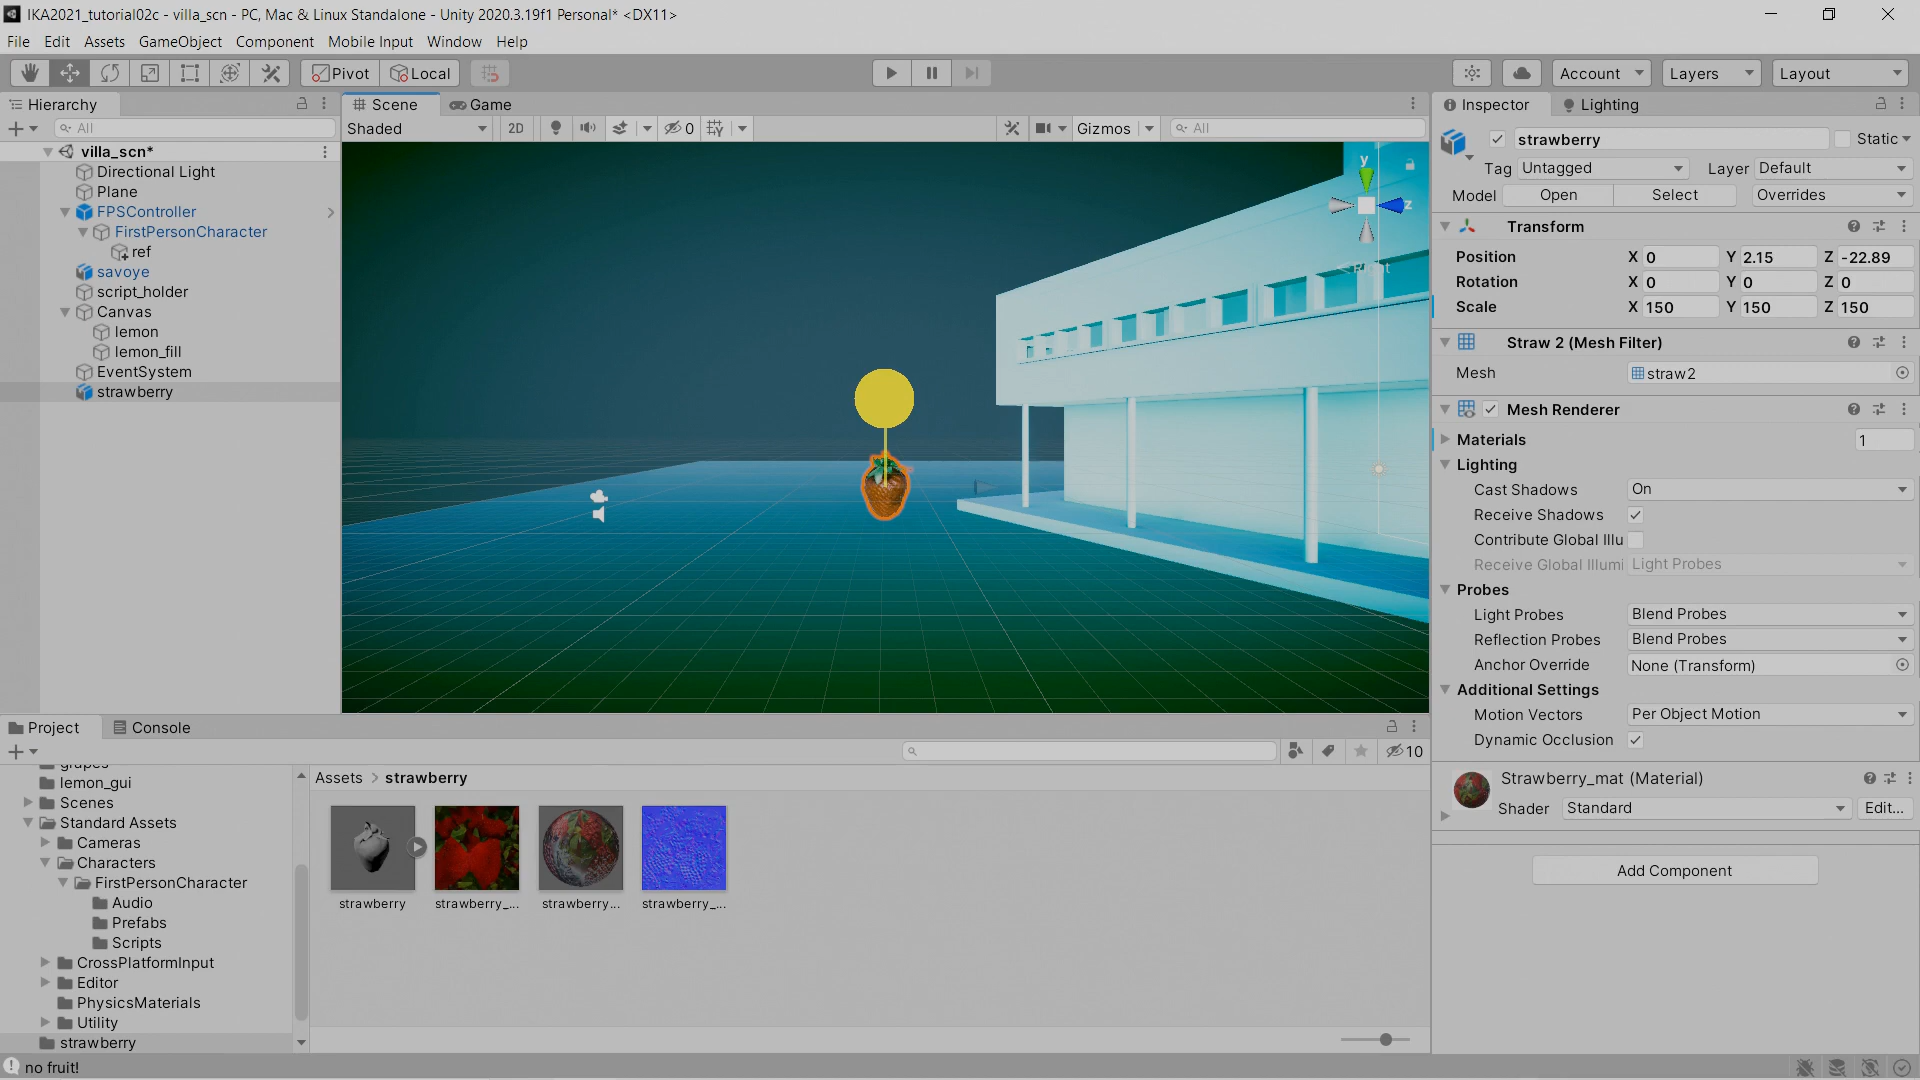 IKA2021_tutorial02c - villa_scn - PC, Mac & Linux Standalone - Unity 2020.3.19f1 Personal* <DX11>
File Edit Assets GameObject Component Mobile Input Window Help
Pivot Local Account Layers Layout
Hierarchy
All
villa_scn*
Directional Light
Plane
FPSController
FirstPersonCharacter
ref
savoye
script_holder
Canvas
lemon
lemon_fill
EventSystem
strawberry
Scene Game
Shaded 2D 0 Gizmos All
y
z
Right
Inspector Lighting
strawberry Static
Tag Untagged Layer Default
Model Open Select Overrides
Transform
Position X 0 Y 2.15 Z -22.89
Rotation X 0 Y 0 Z 0
Scale X 150 Y 150 Z 150
Straw 2 (Mesh Filter)
Mesh straw2
Mesh Renderer
Materials 1
Lighting
Cast Shadows On
Receive Shadows
Contribute Global Illu
Receive Global Illumi Light Probes
Probes
Light Probes Blend Probes
Reflection Probes Blend Probes
Anchor Override None (Transform)
Additional Settings
Motion Vectors Per Object Motion
Dynamic Occlusion
Strawberry_mat (Material)
Shader Standard Edit...
Add Component
Project Console
10
grapes
lemon_gui
Scenes
Standard Assets
Cameras
Characters
FirstPersonCharacter
Audio
Prefabs
Scripts
CrossPlatformInput
Editor
PhysicsMaterials
Utility
strawberry
Assets > strawberry
strawberry strawberry_... strawberry... strawberry_...
no fruit!